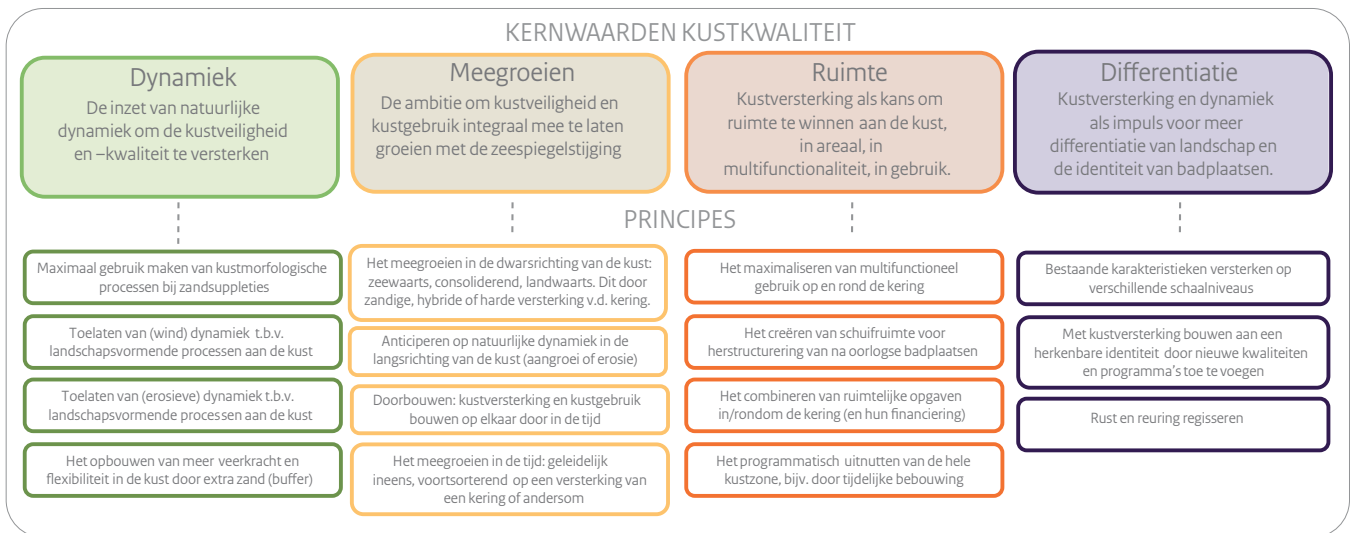 KERNWAARDEN KUSTKWALITEIT
Dynamiek
De inzet van natuurlijke
dynamiek om de kustveiligheid
en –kwaliteit te versterken
Meegroeien
De ambitie om kustveiligheid en
kustgebruik integraal mee te laten
groeien met de zeespiegelstijging
Ruimte
Kustversterking als kans om
ruimte te winnen aan de kust,
in areaal, in
multifunctionaliteit, in gebruik.
Differentiatie
Kustversterking en dynamiek
als impuls voor meer
differentiatie van landschap en
de identiteit van badplaatsen.
PRINCIPES
Maximaal gebruik maken van kustmorfologische
processen bij zandsuppleties
Toelaten van (wind) dynamiek t.b.v.
landschapsvormende processen aan de kust
Toelaten van (erosieve) dynamiek t.b.v.
landschapsvormende processen aan de kust
Het opbouwen van meer veerkracht en
flexibiliteit in de kust door extra zand (buffer)
Het meegroeien in de dwarsrichting van de kust:
zeewaarts, consoliderend, landwaarts. Dit door
zandige, hybride of harde versterking v.d. kering.
Anticiperen op natuurlijke dynamiek in de
langsrichting van de kust (aangroei of erosie)
Doorbouwen: kustversterking en kustgebruik
bouwen op elkaar door in de tijd
Het meegroeien in de tijd: geleidelijk
ineens, voortsorterend op een versterking van
een kering of andersom
Het maximaliseren van multifunctioneel
gebruik op en rond de kering
Het creëren van schuifruimte voor
herstructurering van na oorlogse badplaatsen
Het combineren van ruimtelijke opgaven
in/rondom de kering (en hun financiering)
Het programmatisch uitnutten van de hele
kustzone, bijv. door tijdelijke bebouwing
Bestaande karakteristieken versterken op
verschillende schaalniveaus
Met kustversterking bouwen aan een
herkenbare identiteit door nieuwe kwaliteiten
en programma's toe te voegen
Rust en reuring regisseren